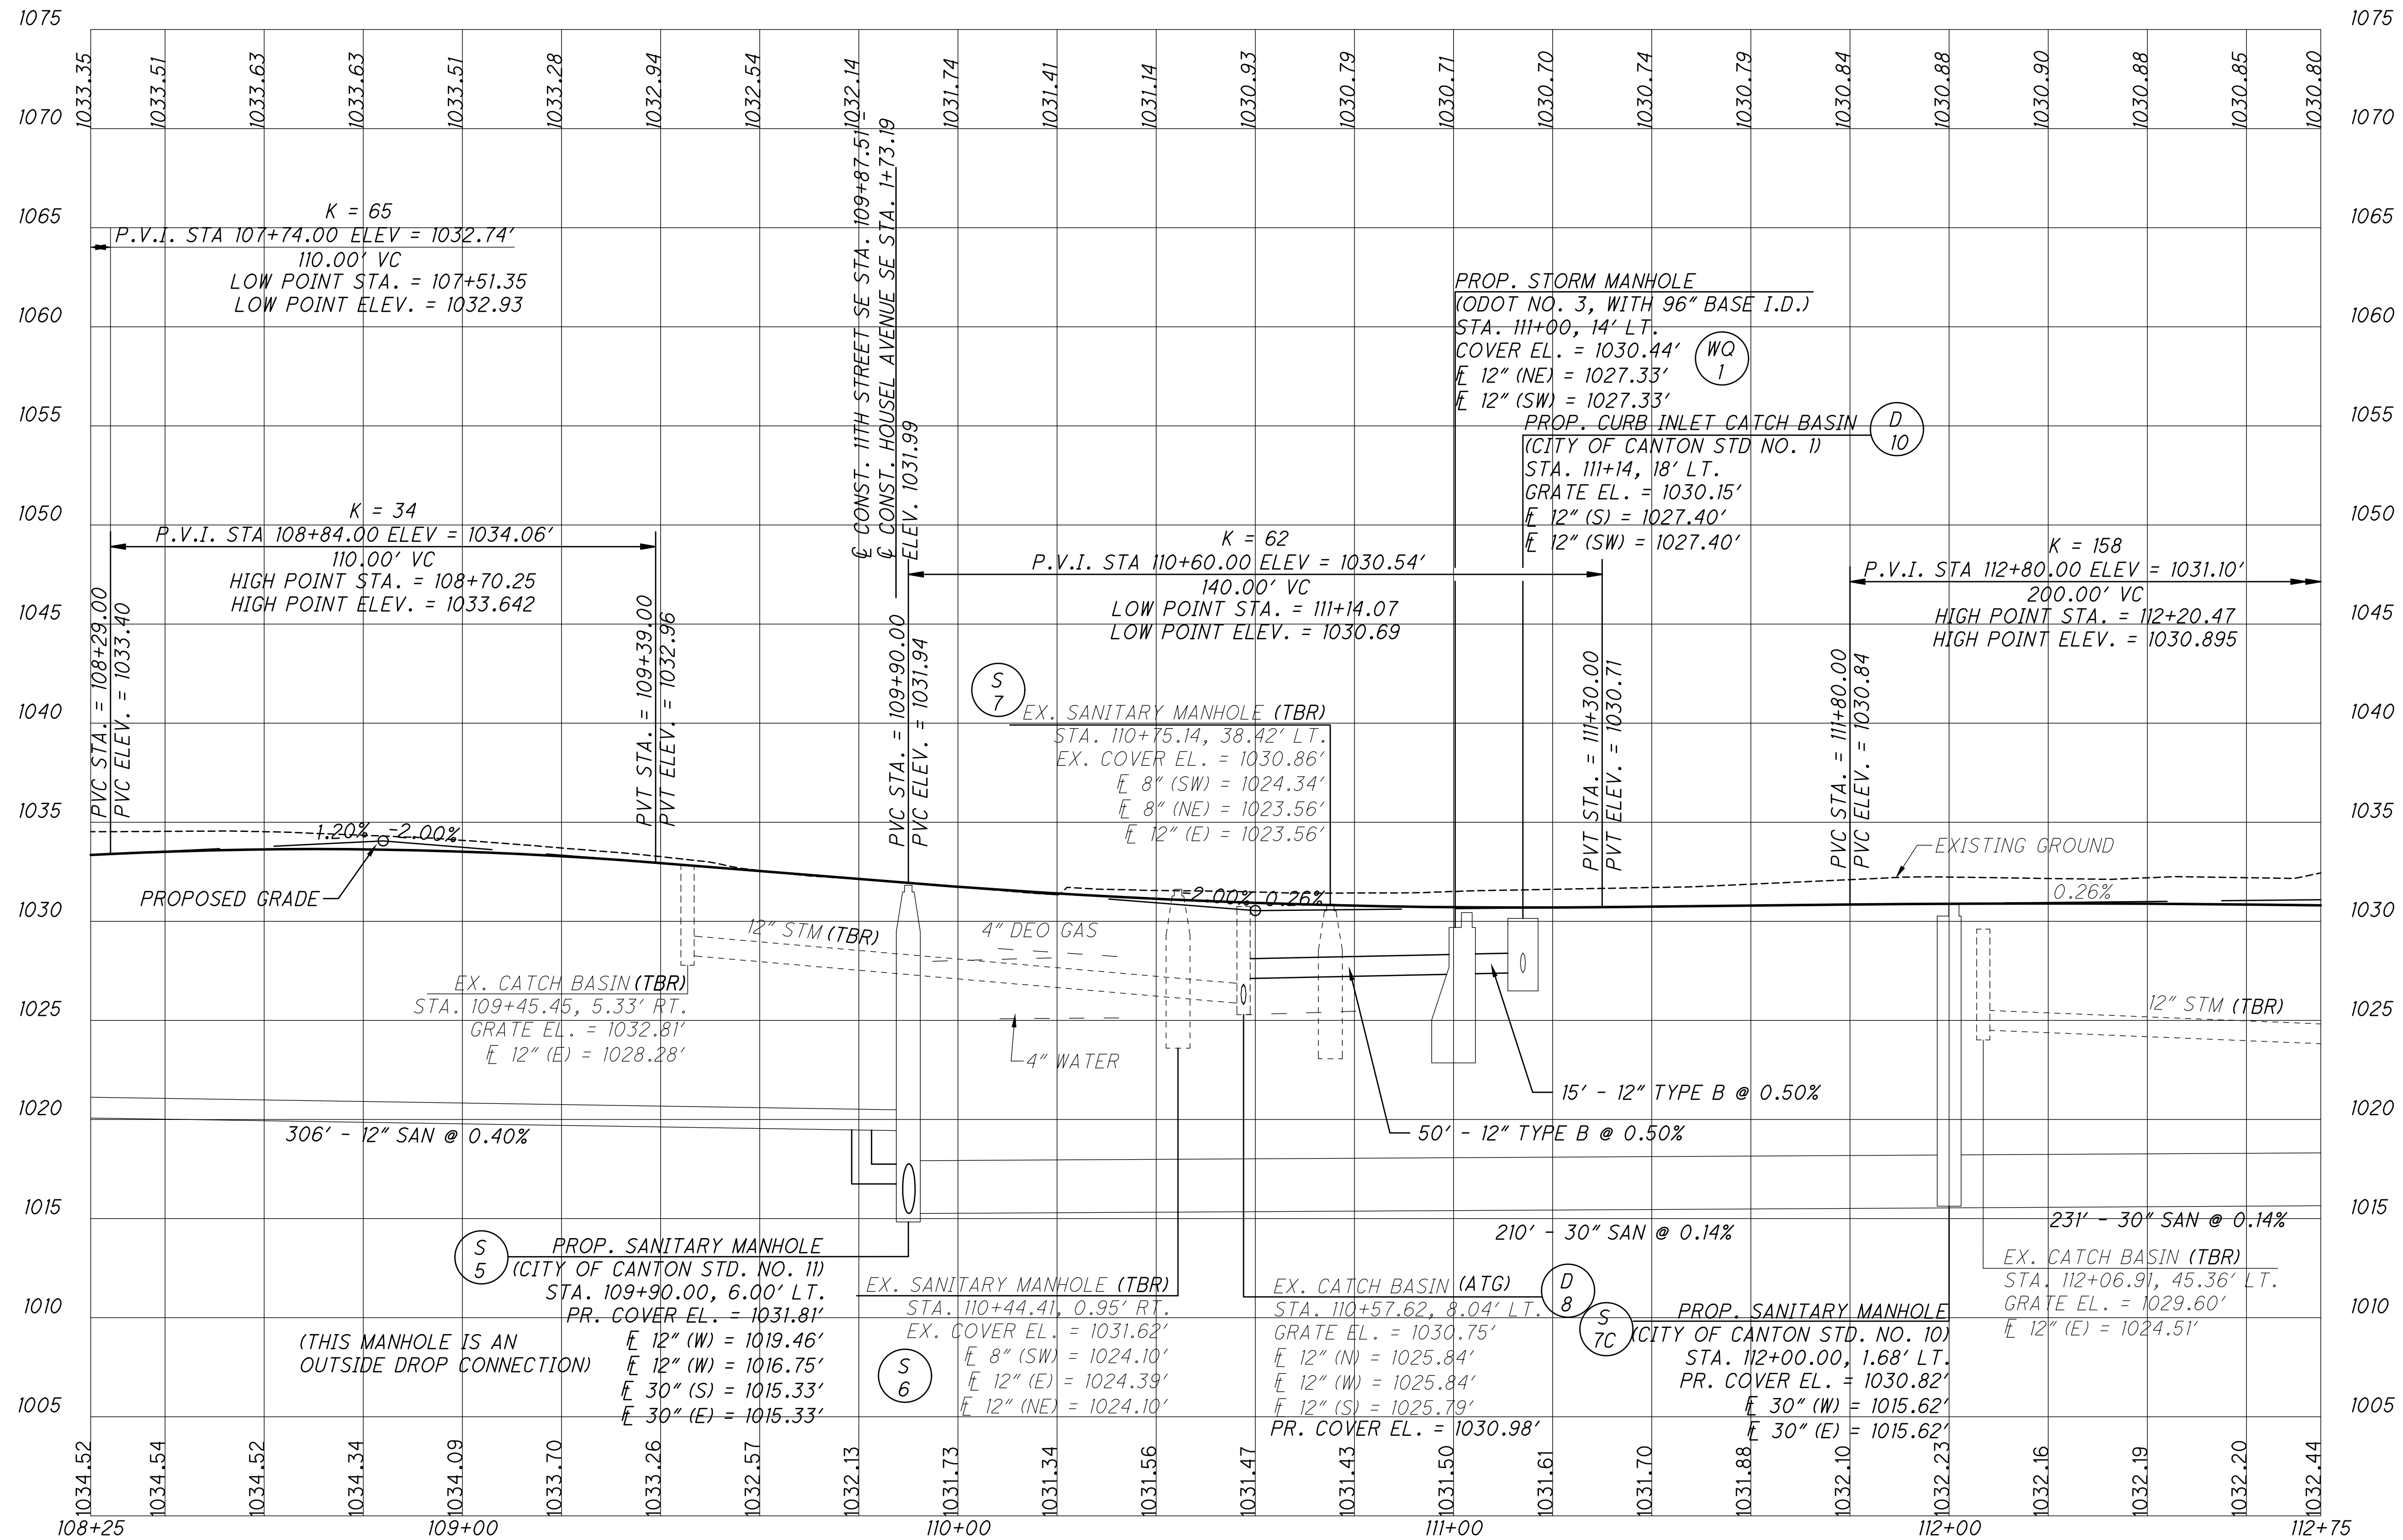 1075
1070
1065
1060
1055
1050
1045
1040
1035
1030
1025
1020
1015
1010
1005
1075
1070
1065
1060
1055
1050
1045
1040
1035
1030
1025
1020
1015
1010
1005
1033.35
1033.51
1033.63
1033.63
1033.51
1033.28
1032.94
1032.54
1032.14
1031.74
1031.41
1031.14
1030.93
1030.79
1030.71
1030.70
1030.74
1030.79
1030.84
1030.88
1030.90
1030.88
1030.85
1030.80
K = 65
P.V.I. STA 107+74.00 ELEV = 1032.74'
110.00' VC
LOW POINT STA. = 107+51.35
LOW POINT ELEV. = 1032.93
℄ CONST. 11TH STREET SE STA. 109+87.51 =
℄ CONST. HOUSEL AVENUE SE STA. 1+73.19
ELEV. 1031.99
PROP. STORM MANHOLE
(ODOT NO. 3, WITH 96" BASE I.D.)
STA. 111+00, 14' LT.
COVER EL. = 1030.44'
FL 12" (NE) = 1027.33'
FL 12" (SW) = 1027.33'
WQ
1
PROP. CURB INLET CATCH BASIN
(CITY OF CANTON STD NO. 1)
STA. 111+14, 18' LT.
GRATE EL. = 1030.15'
FL 12" (S) = 1027.40'
FL 12" (SW) = 1027.40'
D
10
K = 34
P.V.I. STA 108+84.00 ELEV = 1034.06'
110.00' VC
HIGH POINT STA. = 108+70.25
HIGH POINT ELEV. = 1033.642
PVC STA. = 108+29.00
PVC ELEV. = 1033.40
PVT STA. = 109+39.00
PVT ELEV. = 1032.96
K = 62
P.V.I. STA 110+60.00 ELEV = 1030.54'
140.00' VC
LOW POINT STA. = 111+14.07
LOW POINT ELEV. = 1030.69
PVC STA. = 109+90.00
PVC ELEV. = 1031.94
PVT STA. = 111+30.00
PVT ELEV. = 1030.71
K = 158
P.V.I. STA 112+80.00 ELEV = 1031.10'
200.00' VC
HIGH POINT STA. = 112+20.47
HIGH POINT ELEV. = 1030.895
PVC STA. = 111+80.00
PVC ELEV. = 1030.84
S
7
EX. SANITARY MANHOLE (TBR)
STA. 110+75.14, 38.42' LT.
EX. COVER EL. = 1030.86'
FL 8" (SW) = 1024.34'
FL 8" (NE) = 1023.56'
FL 12" (E) = 1023.56'
1.20%
-2.00%
PROPOSED GRADE
-2.00%
0.26%
EXISTING GROUND
0.26%
12" STM (TBR)
4" DEO GAS
EX. CATCH BASIN (TBR)
STA. 109+45.45, 5.33' RT.
GRATE EL. = 1032.81'
FL 12" (E) = 1028.28'
4" WATER
12" STM (TBR)
15' - 12" TYPE B @ 0.50%
50' - 12" TYPE B @ 0.50%
306' - 12" SAN @ 0.40%
210' - 30" SAN @ 0.14%
231' - 30" SAN @ 0.14%
S
5
PROP. SANITARY MANHOLE
(CITY OF CANTON STD. NO. 11)
STA. 109+90.00, 6.00' LT.
PR. COVER EL. = 1031.81'
FL 12" (W) = 1019.46'
FL 12" (W) = 1016.75'
FL 30" (S) = 1015.33'
FL 30" (E) = 1015.33'
(THIS MANHOLE IS AN
OUTSIDE DROP CONNECTION)
EX. SANITARY MANHOLE (TBR)
STA. 110+44.41, 0.95' RT.
EX. COVER EL. = 1031.62'
FL 8" (SW) = 1024.10'
FL 12" (E) = 1024.39'
FL 12" (NE) = 1024.10'
S
6
EX. CATCH BASIN (ATG)
STA. 110+57.62, 8.04' LT.
GRATE EL. = 1030.75'
FL 12" (N) = 1025.84'
FL 12" (W) = 1025.84'
FL 12" (S) = 1025.79'
PR. COVER EL. = 1030.98'
D
8
S
7C
PROP. SANITARY MANHOLE
(CITY OF CANTON STD. NO. 10)
STA. 112+00.00, 1.68' LT.
PR. COVER EL. = 1030.82'
FL 30" (W) = 1015.62'
FL 30" (E) = 1015.62'
EX. CATCH BASIN (TBR)
STA. 112+06.91, 45.36' LT.
GRATE EL. = 1029.60'
FL 12" (E) = 1024.51'
1034.52
1034.54
1034.52
1034.34
1034.09
1033.70
1033.26
1032.57
1032.13
1031.73
1031.34
1031.56
1031.47
1031.43
1031.50
1031.61
1031.70
1031.88
1032.10
1032.23
1032.16
1032.19
1032.20
1032.44
108+25
109+00
110+00
111+00
112+00
112+75